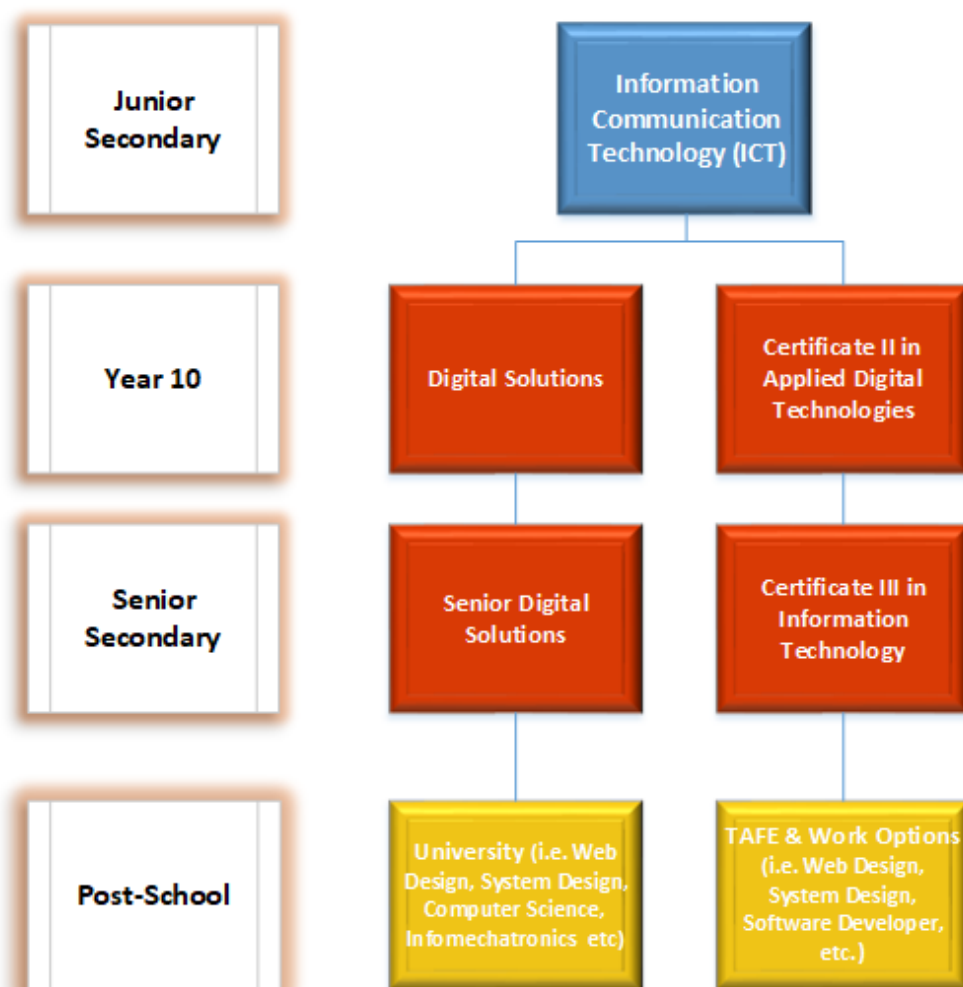 Junior
Secondary
Information
Communication
Technology (ICT)
Year 10
Digital Solutions
Certificate II in
Applied Digital
Technologies
Senior
Secondary
Senior Digital
Solutions
Certificate III in
Information
Technology
Post-School
University (i.e. Web
Design, System Design,
Computer Science,
Infomechatronics etc)
TAFE & Work Options
(i.e. Web Design,
System Design,
Software Developer,
etc.)